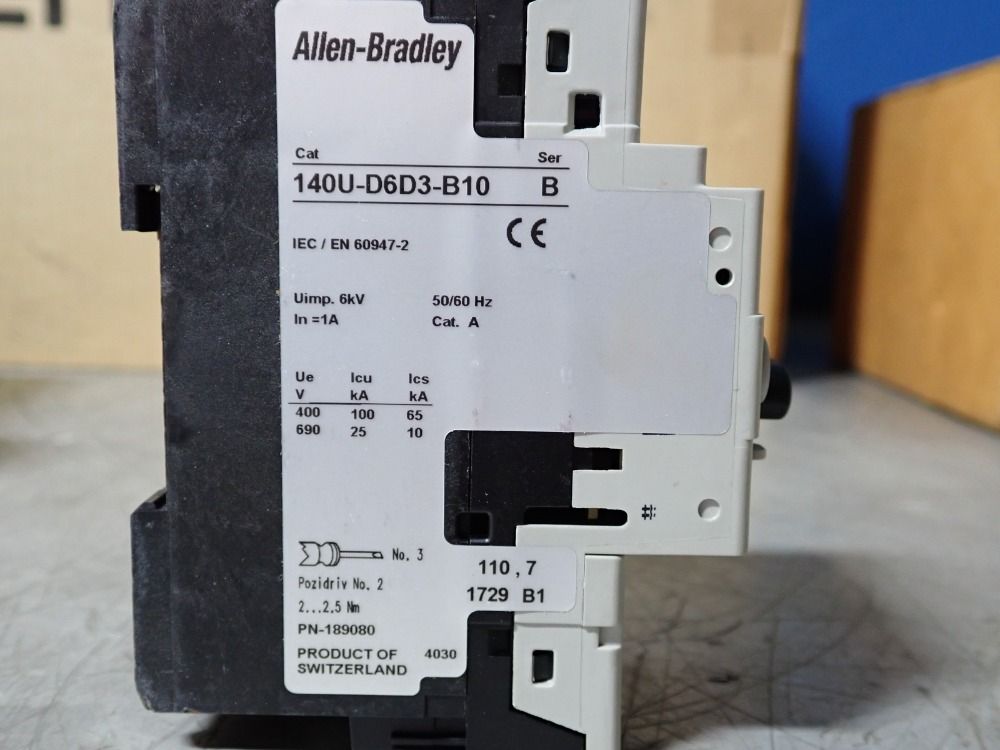 Allen-Bradley
Cat Ser
140U-D6D3-B10 B
CE
IEC / EN 60947-2
Uimp. 6kV 50/60 Hz
In =1A Cat. A
Ue Icu Ics
V kA kA
400 100 65
690 25 10
No. 3
110 , 7
Pozidriv No. 2
1729 B1
2...2,5 Nm
PN-189080
PRODUCT OF 4030
SWITZERLAND